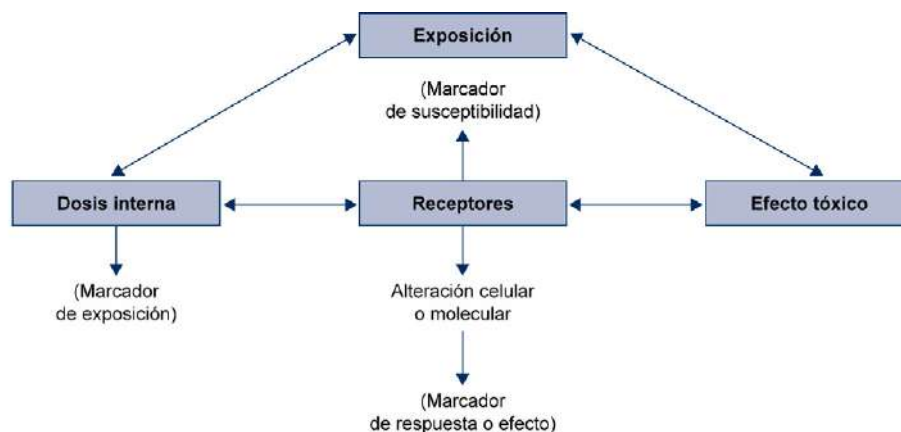 Exposición
(Marcador
de susceptibilidad)
Dosis interna
Receptores
Efecto tóxico
(Marcador
de exposición)
Alteración celular
o molecular
(Marcador
de respuesta o efecto)